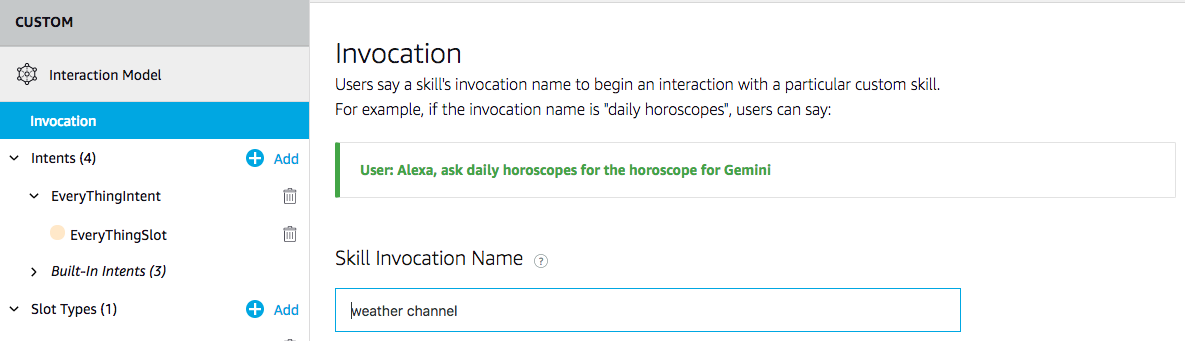 CUSTOM
Interaction Model
Invocation
Intents (4)
Add
EveryThingIntent
EveryThingSlot
Built-In Intents (3)
Slot Types (1)
Add
Invocation
Users say a skill's invocation name to begin an interaction with a particular custom skill.
For example, if the invocation name is "daily horoscopes", users can say:
User: Alexa, ask daily horoscopes for the horoscope for Gemini
Skill Invocation Name ?
weather channel